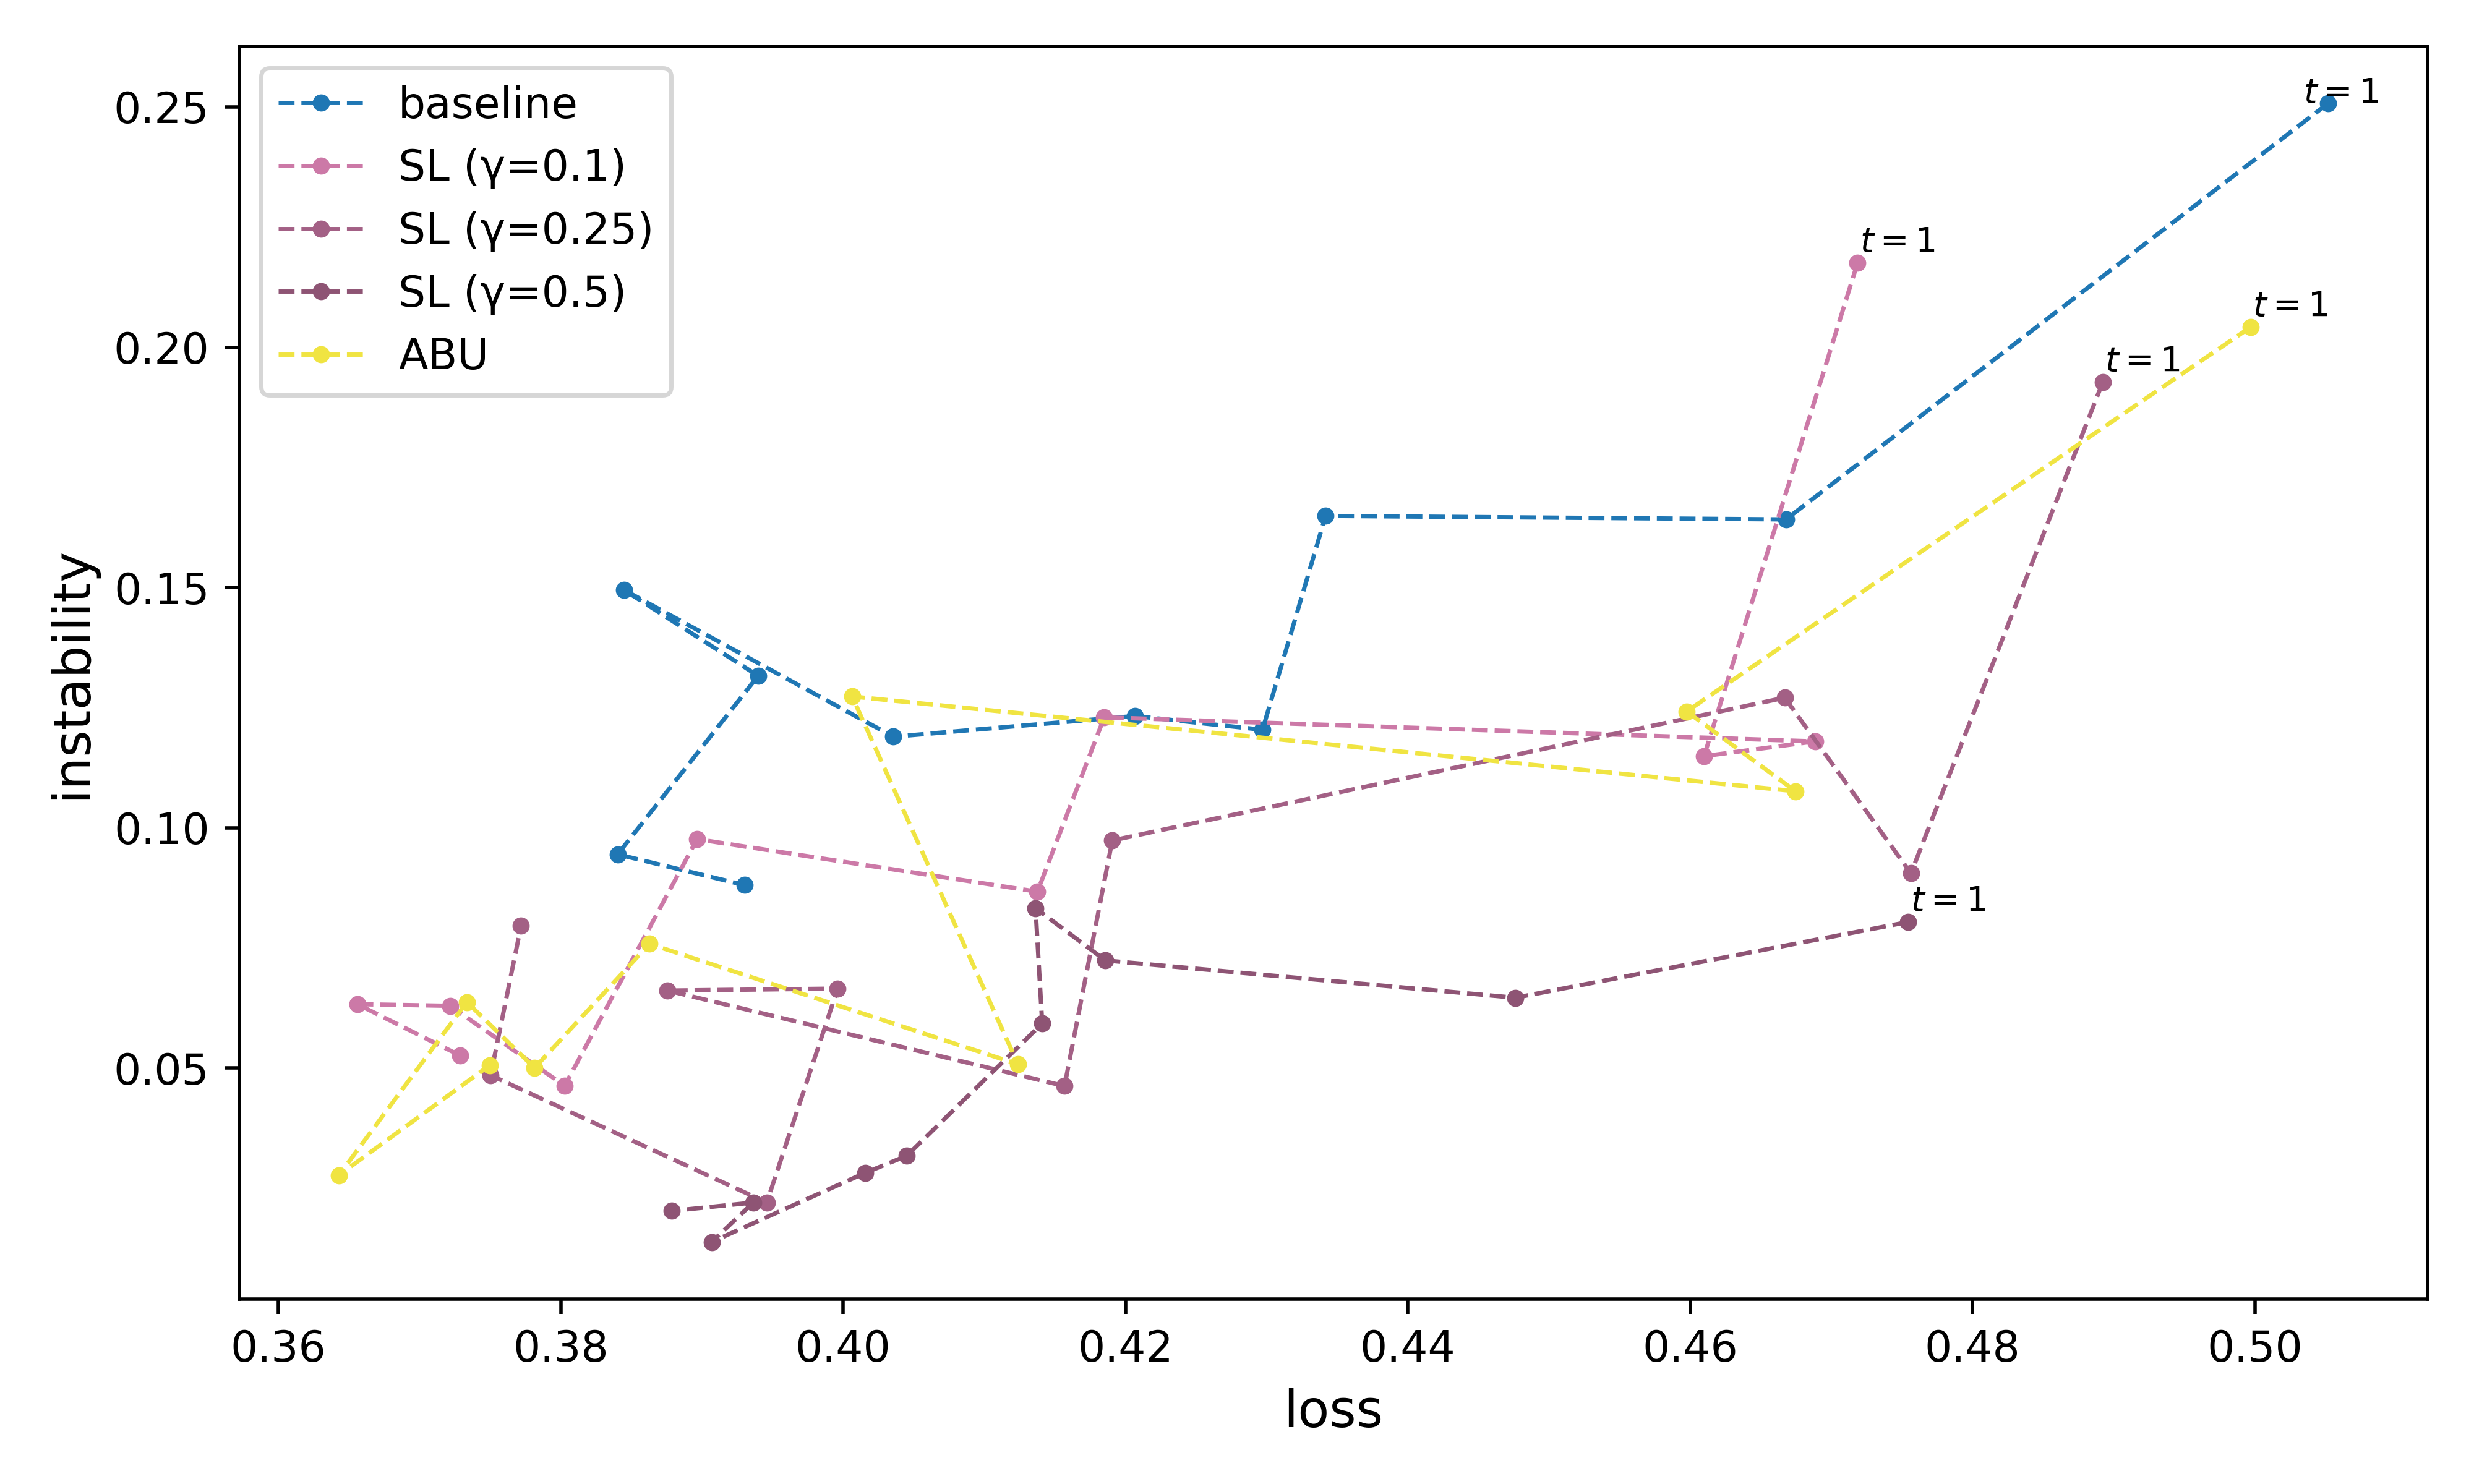 baseline
SL (γ=0.1)
SL (γ=0.25)
SL (γ=0.5)
ABU
t = 1
t = 1
t = 1
t = 1
t = 1
0.25
0.20
0.15
0.10
0.05
instability
0.36 0.38 0.40 0.42 0.44 0.46 0.48 0.50
loss